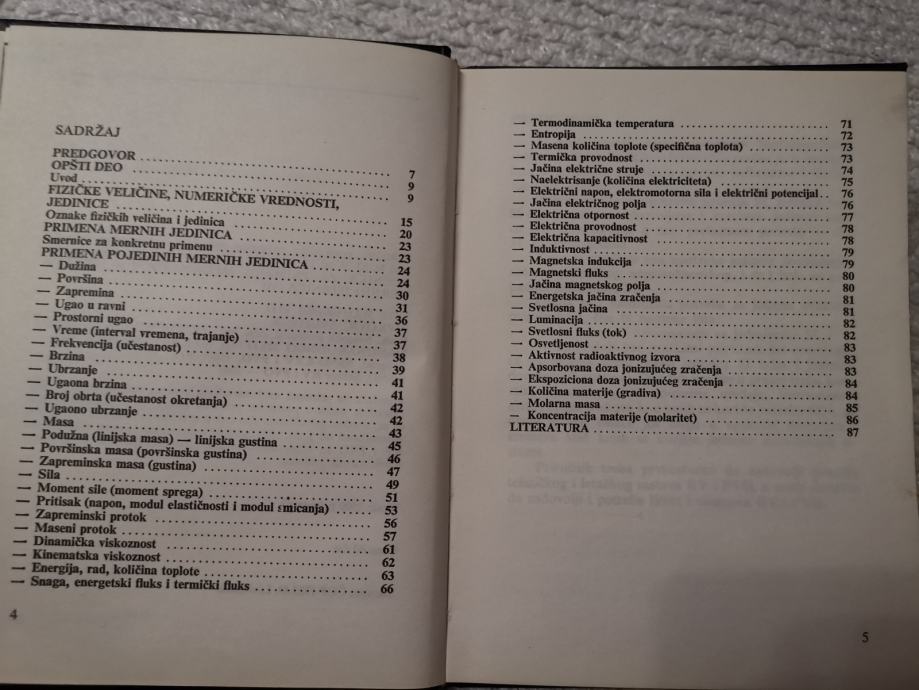 SADRŽAJ
PREDGOVOR . . . . . . . . . . 7
OPŠTI DEO . . . . . . . . . . 9
Uvod . . . . . . . . . . 9
FIZIČKE VELIČINE, NUMERIČKE VREDNOSTI,
JEDINICE . . . . . . . . . . 15
Oznake fizičkih veličina i jedinica . . . . . . . . . . 20
PRIMENA MERNIH JEDINICA . . . . . . . . . . 23
Smernice za konkretnu primenu . . . . . . . . . . 23
PRIMENA POJEDINIH MERNIH JEDINICA . . . . . . . . . . 24
— Dužina . . . . . . . . . . 24
— Površina . . . . . . . . . . 30
— Zapremina . . . . . . . . . . 31
— Ugao u ravni . . . . . . . . . . 36
— Prostorni ugao . . . . . . . . . . 37
— Vreme (interval vremena, trajanje) . . . . . . . . . . 37
— Frekvencija (učestanost) . . . . . . . . . . 38
— Brzina . . . . . . . . . . 39
— Ubrzanje . . . . . . . . . . 41
— Ugaona brzina . . . . . . . . . . 41
— Broj obrta (učestanost okretanja) . . . . . . . . . . 42
— Ugaono ubrzanje . . . . . . . . . . 42
— Masa . . . . . . . . . . 43
— Podužna (linijska masa) — linijska gustina . . . . . . . . . . 45
— Površinska masa (površinska gustina) . . . . . . . . . . 46
— Zapreminska masa (gustina) . . . . . . . . . . 47
— Sila . . . . . . . . . . 49
— Moment sile (moment sprega) . . . . . . . . . . 51
— Pritisak (napon, modul elastičnosti i modul smicanja) . . . . . . . . . . 53
— Zapreminski protok . . . . . . . . . . 56
— Maseni protok . . . . . . . . . . 57
— Dinamička viskoznost . . . . . . . . . . 61
— Kinematska viskoznost . . . . . . . . . . 62
— Energija, rad, količina toplote . . . . . . . . . . 63
— Snaga, energetski fluks i termički fluks . . . . . . . . . . 66
4
— Termodinamička temperatura . . . . . . . . . . 71
— Entropija . . . . . . . . . . 72
— Masena količina toplote (specifična toplota) . . . . . . . . . . 73
— Termička provodnost . . . . . . . . . . 73
— Jačina električne struje . . . . . . . . . . 74
— Naelektrisanje (količina elektriciteta) . . . . . . . . . . 75
— Električni napon, elektromotorna sila i električni potencijal . . 76
— Jačina električnog polja . . . . . . . . . . 76
— Električna otpornost . . . . . . . . . . 77
— Električna provodnost . . . . . . . . . . 78
— Električna kapacitivnost . . . . . . . . . . 78
— Induktivnost . . . . . . . . . . 79
— Magnetska indukcija . . . . . . . . . . 79
— Magnetski fluks . . . . . . . . . . 80
— Jačina magnetskog polja . . . . . . . . . . 80
— Energetska jačina zračenja . . . . . . . . . . 81
— Svetlosna jačina . . . . . . . . . . 81
— Luminacija . . . . . . . . . . 82
— Svetlosni fluks (tok) . . . . . . . . . . 82
— Osvetljenost . . . . . . . . . . 83
— Aktivnost radioaktivnog izvora . . . . . . . . . . 83
— Apsorbovana doza jonizujućeg zračenja . . . . . . . . . . 83
— Ekspoziciona doza jonizujućeg zračenja . . . . . . . . . . 84
— Količina materije (gradiva) . . . . . . . . . . 84
— Molarna masa . . . . . . . . . . 85
— Koncentracija materije (molaritet) . . . . . . . . . . 86
LITERATURA . . . . . . . . . . 87
5